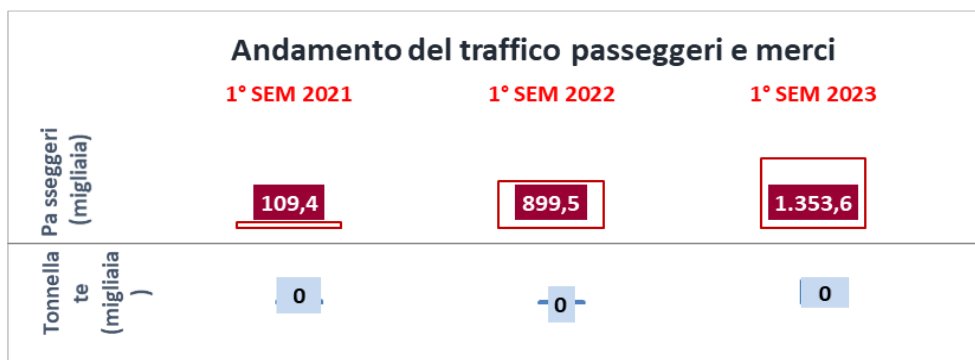 Andamento del traffico passeggeri e merci
1° SEM 2021 1° SEM 2022 1° SEM 2023
Pa sseggeri
(migliaia)
109,4 899,5 1.353,6
Tonnella
te
(migliaia
)
0 0 0